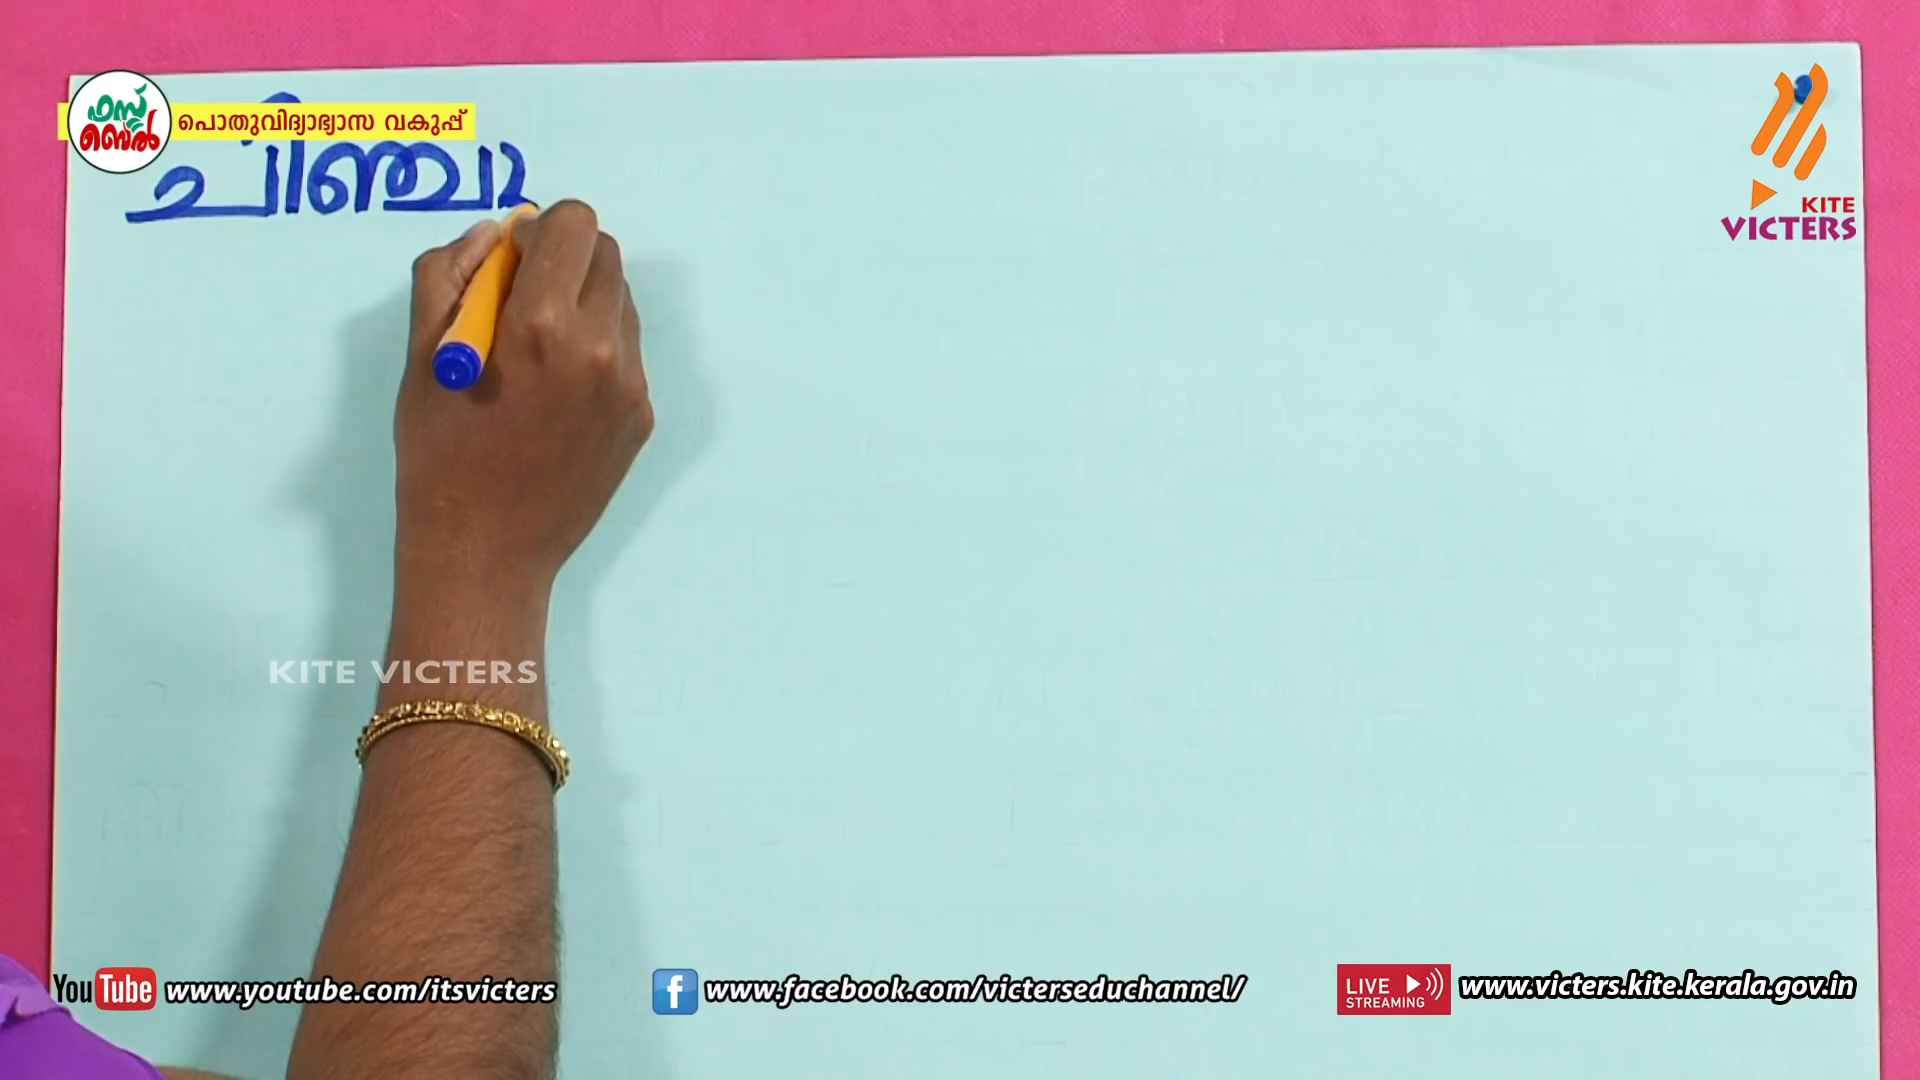 ഫസ്റ്റ് ബെൽ
പൊതുവിദ്യാഭ്യാസ വകുപ്പ്
ചിഞ്ചു
KITE
VICTERS
KITE VICTERS
YouTube www.youtube.com/itsvicters
f www.facebook.com/victerseduchannel/
LIVE STREAMING www.victers.kite.kerala.gov.in